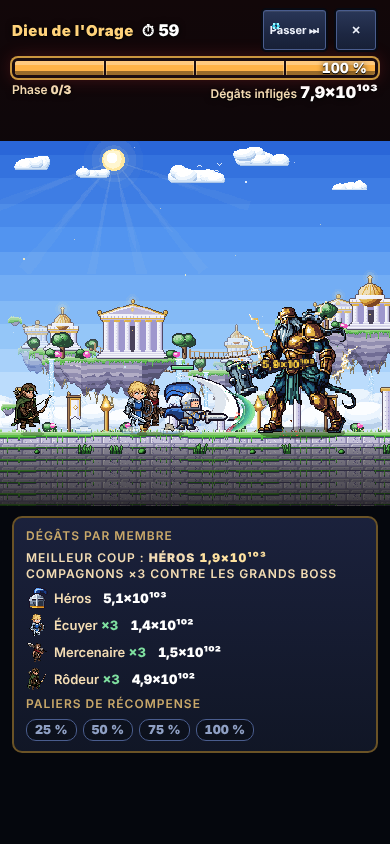 Dieu de l'Orage ⏱ 59
Passer ⏭
×
100 %
Phase 0/3
Dégâts infligés 7,9×10¹⁰³
DÉGÂTS PAR MEMBRE
MEILLEUR COUP : HÉROS 1,9×10¹⁰³
COMPAGNONS ×3 CONTRE LES GRANDS BOSS
Héros 5,1×10¹⁰³
Écuyer ×3 1,4×10¹⁰²
Mercenaire ×3 1,5×10¹⁰²
Rôdeur ×3 4,9×10¹⁰²
PALIERS DE RÉCOMPENSE
25 % 50 % 75 % 100 %